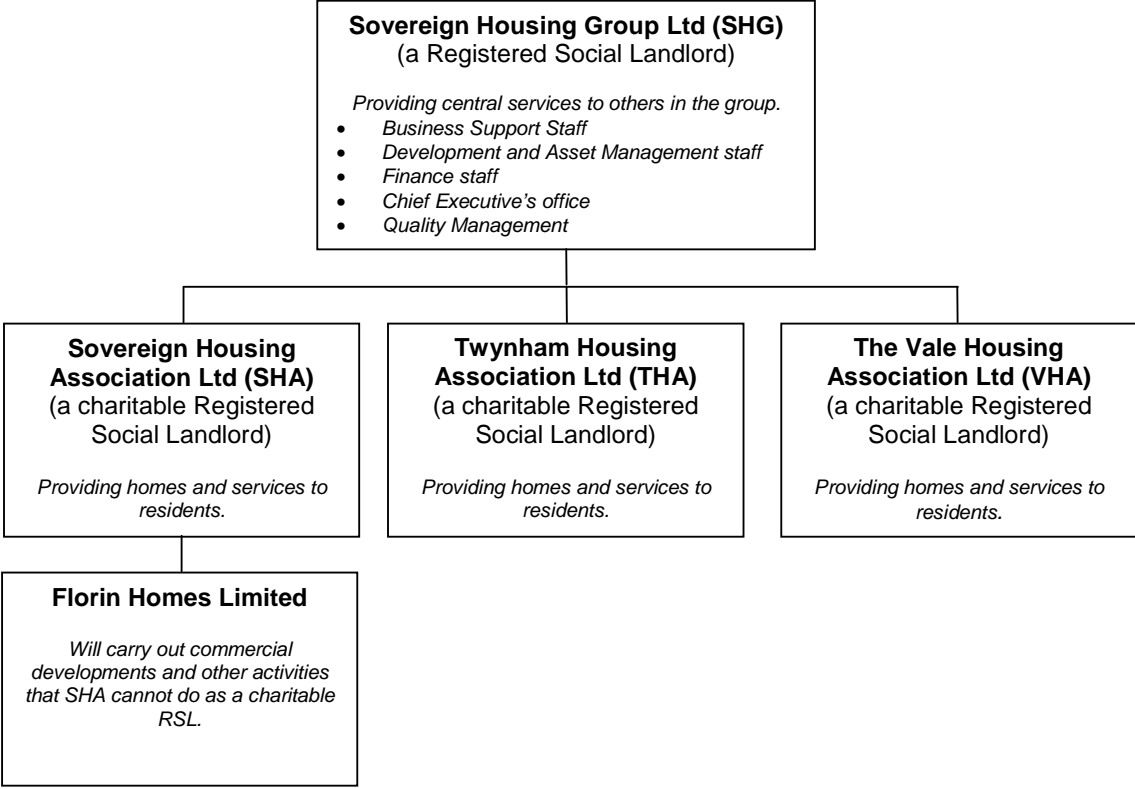 Sovereign Housing Group Ltd (SHG)
(a Registered Social Landlord)
Providing central services to others in the group.
• Business Support Staff
• Development and Asset Management staff
• Finance staff
• Chief Executive's office
• Quality Management
Sovereign Housing
Association Ltd (SHA)
(a charitable Registered
Social Landlord)
Providing homes and services to
residents.
Twynham Housing
Association Ltd (THA)
(a charitable Registered
Social Landlord)
Providing homes and services to
residents.
The Vale Housing
Association Ltd (VHA)
(a charitable Registered
Social Landlord)
Providing homes and services to
residents.
Florin Homes Limited
Will carry out commercial
developments and other activities
that SHA cannot do as a charitable
RSL.